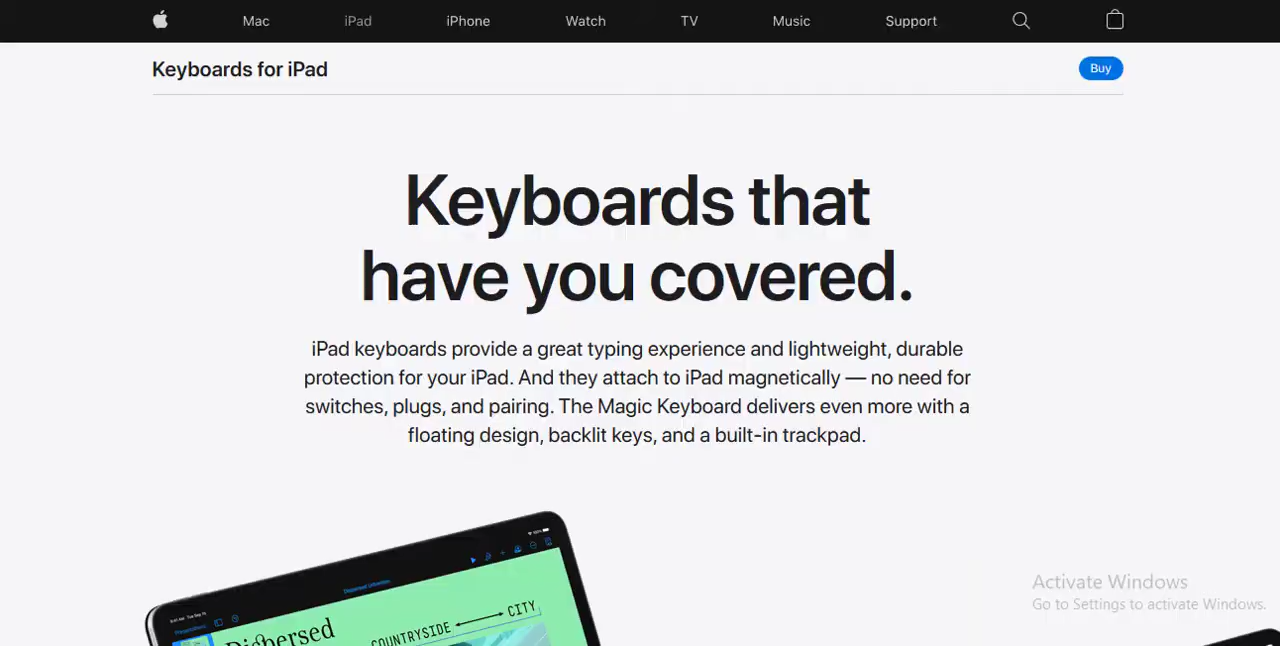 Mac iPad iPhone Watch TV Music Support
Keyboards for iPad
Buy
Keyboards that
have you covered.
iPad keyboards provide a great typing experience and lightweight, durable
protection for your iPad. And they attach to iPad magnetically — no need for
switches, plugs, and pairing. The Magic Keyboard delivers even more with a
floating design, backlit keys, and a built-in trackpad.
Dispersed
COUNTRYSIDE
CITY
Activate Windows
Go to Settings to activate Windows.